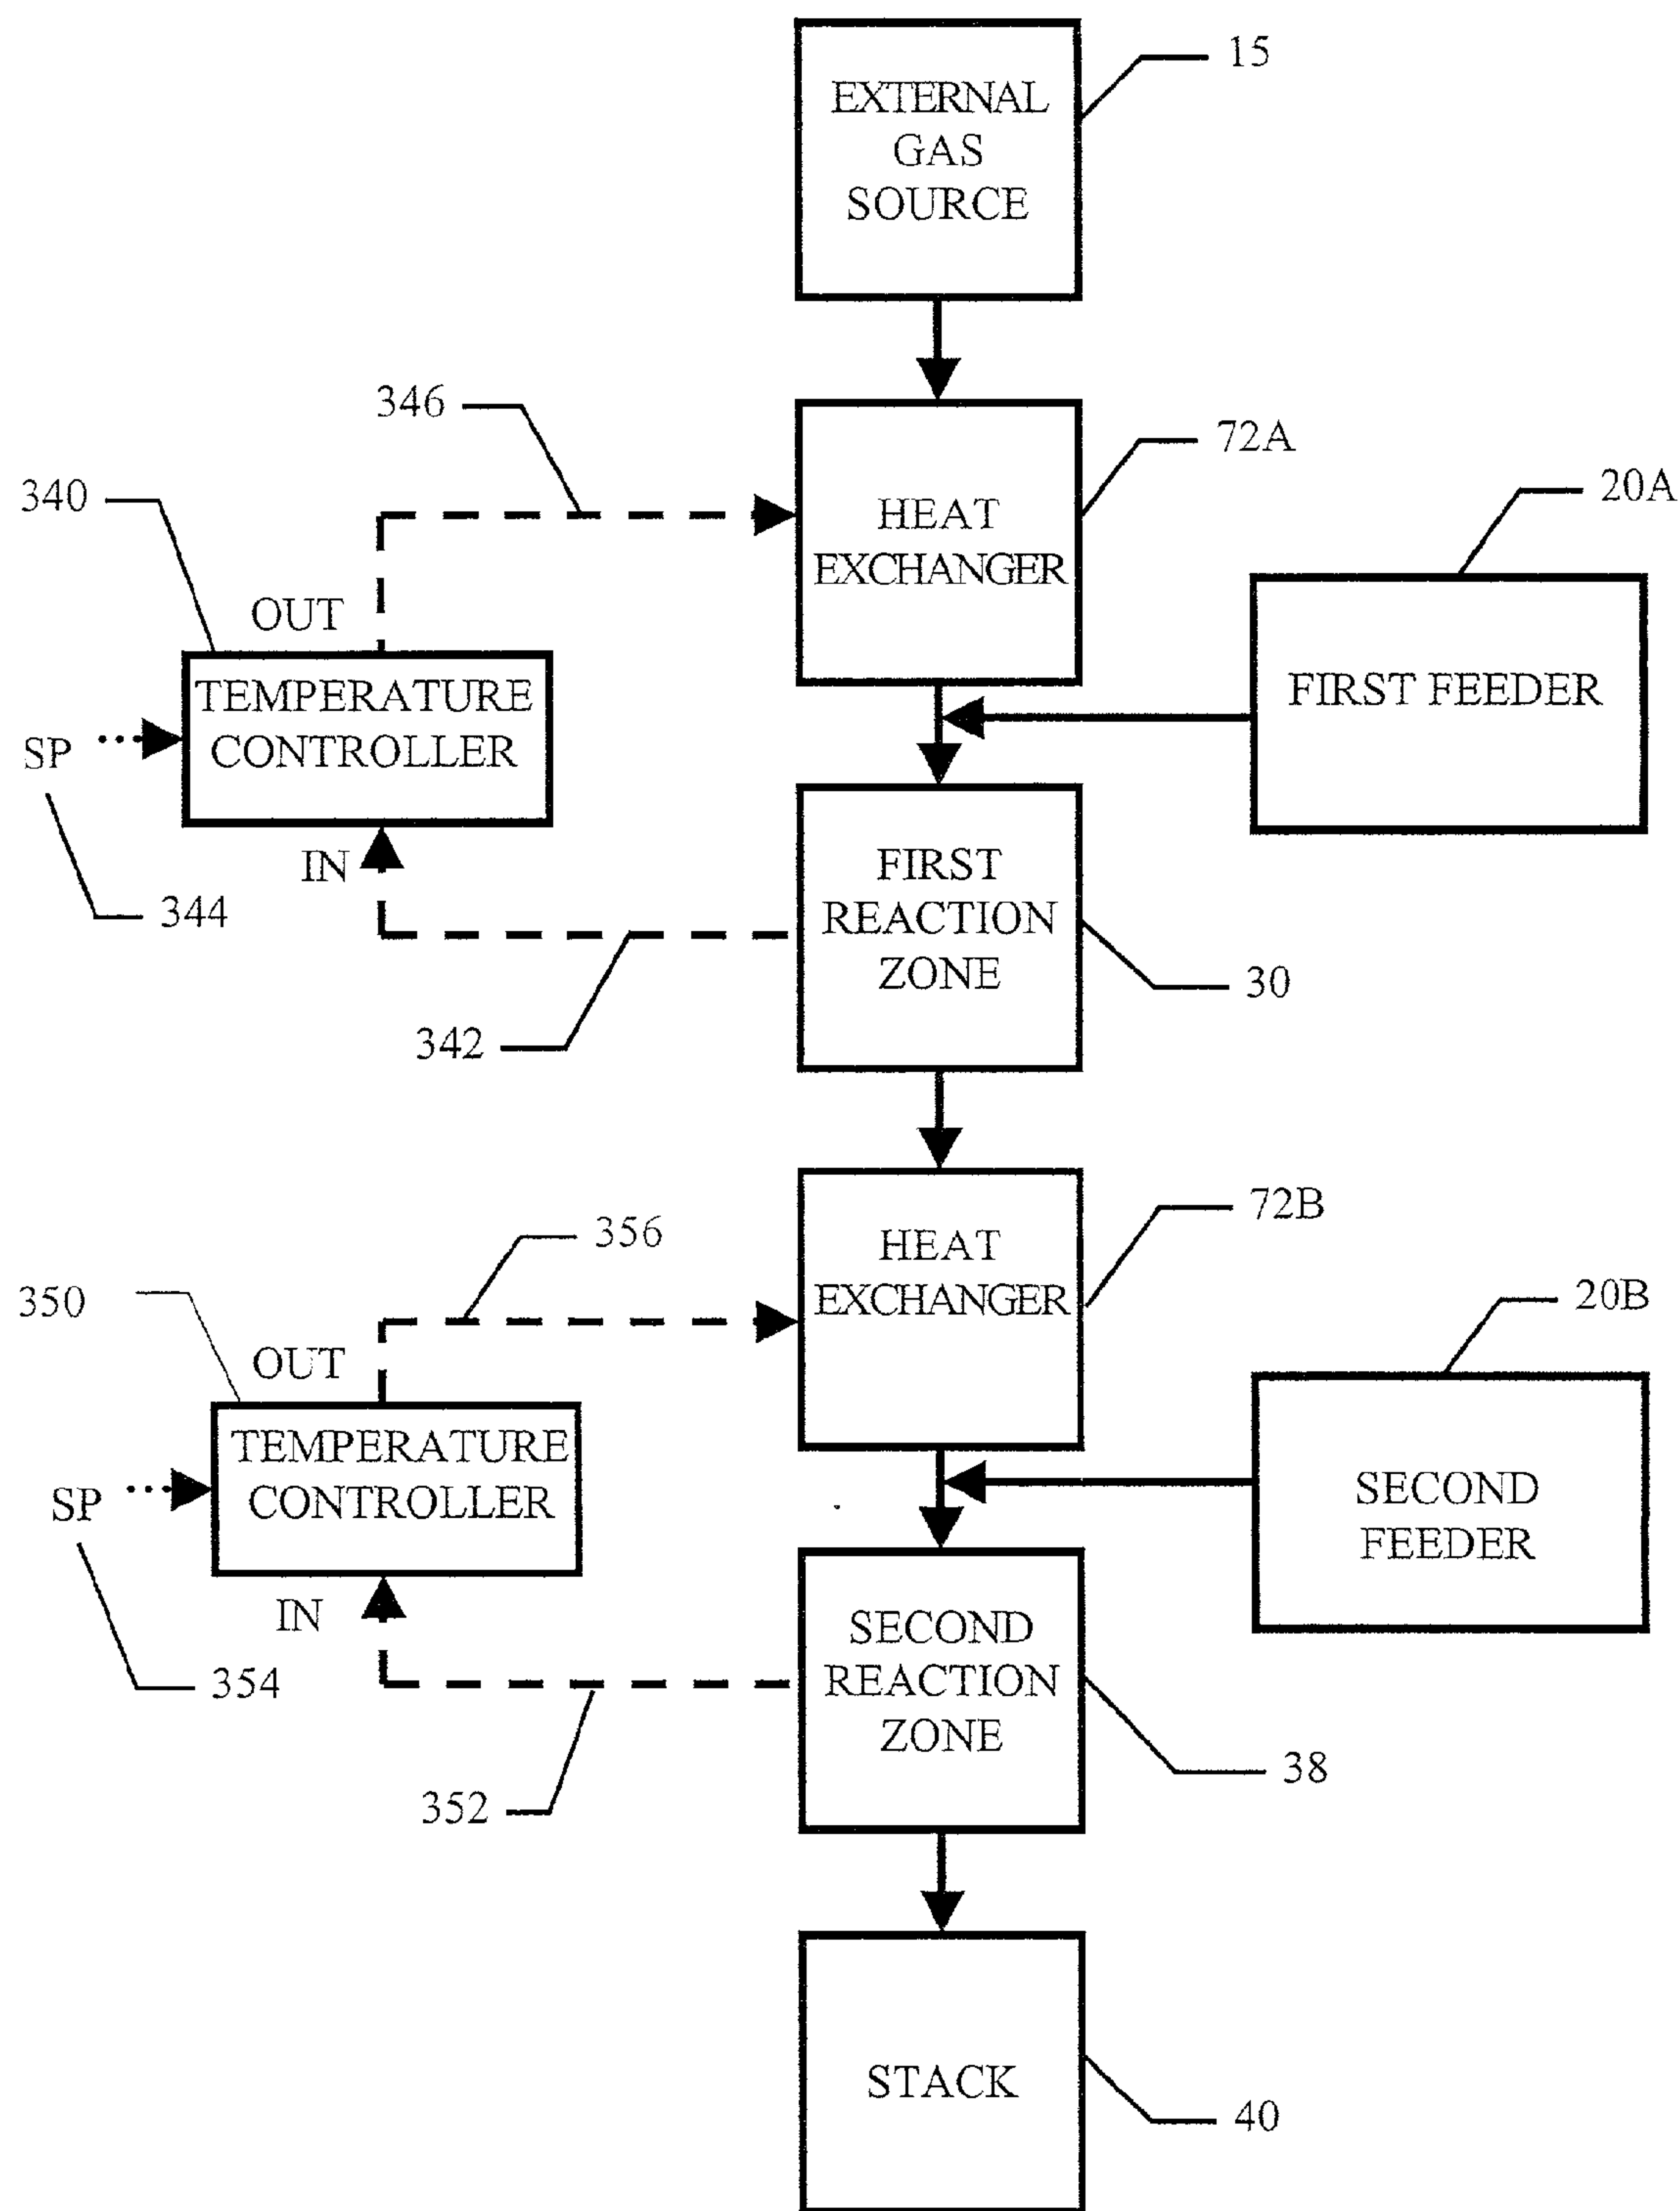 15
EXTERNAL
GAS
SOURCE
346
72A
340
20A
HEAT
EXCHANGER
OUT
FIRST FEEDER
TEMPERATURE
CONTROLLER
SP
IN
FIRST
REACTION
ZONE
344
30
342
72B
356
HEAT
EXCHANGER
350
20B
OUT
TEMPERATURE
CONTROLLER
SP
SECOND
FEEDER
IN
SECOND
REACTION
ZONE
354
38
352
STACK
40